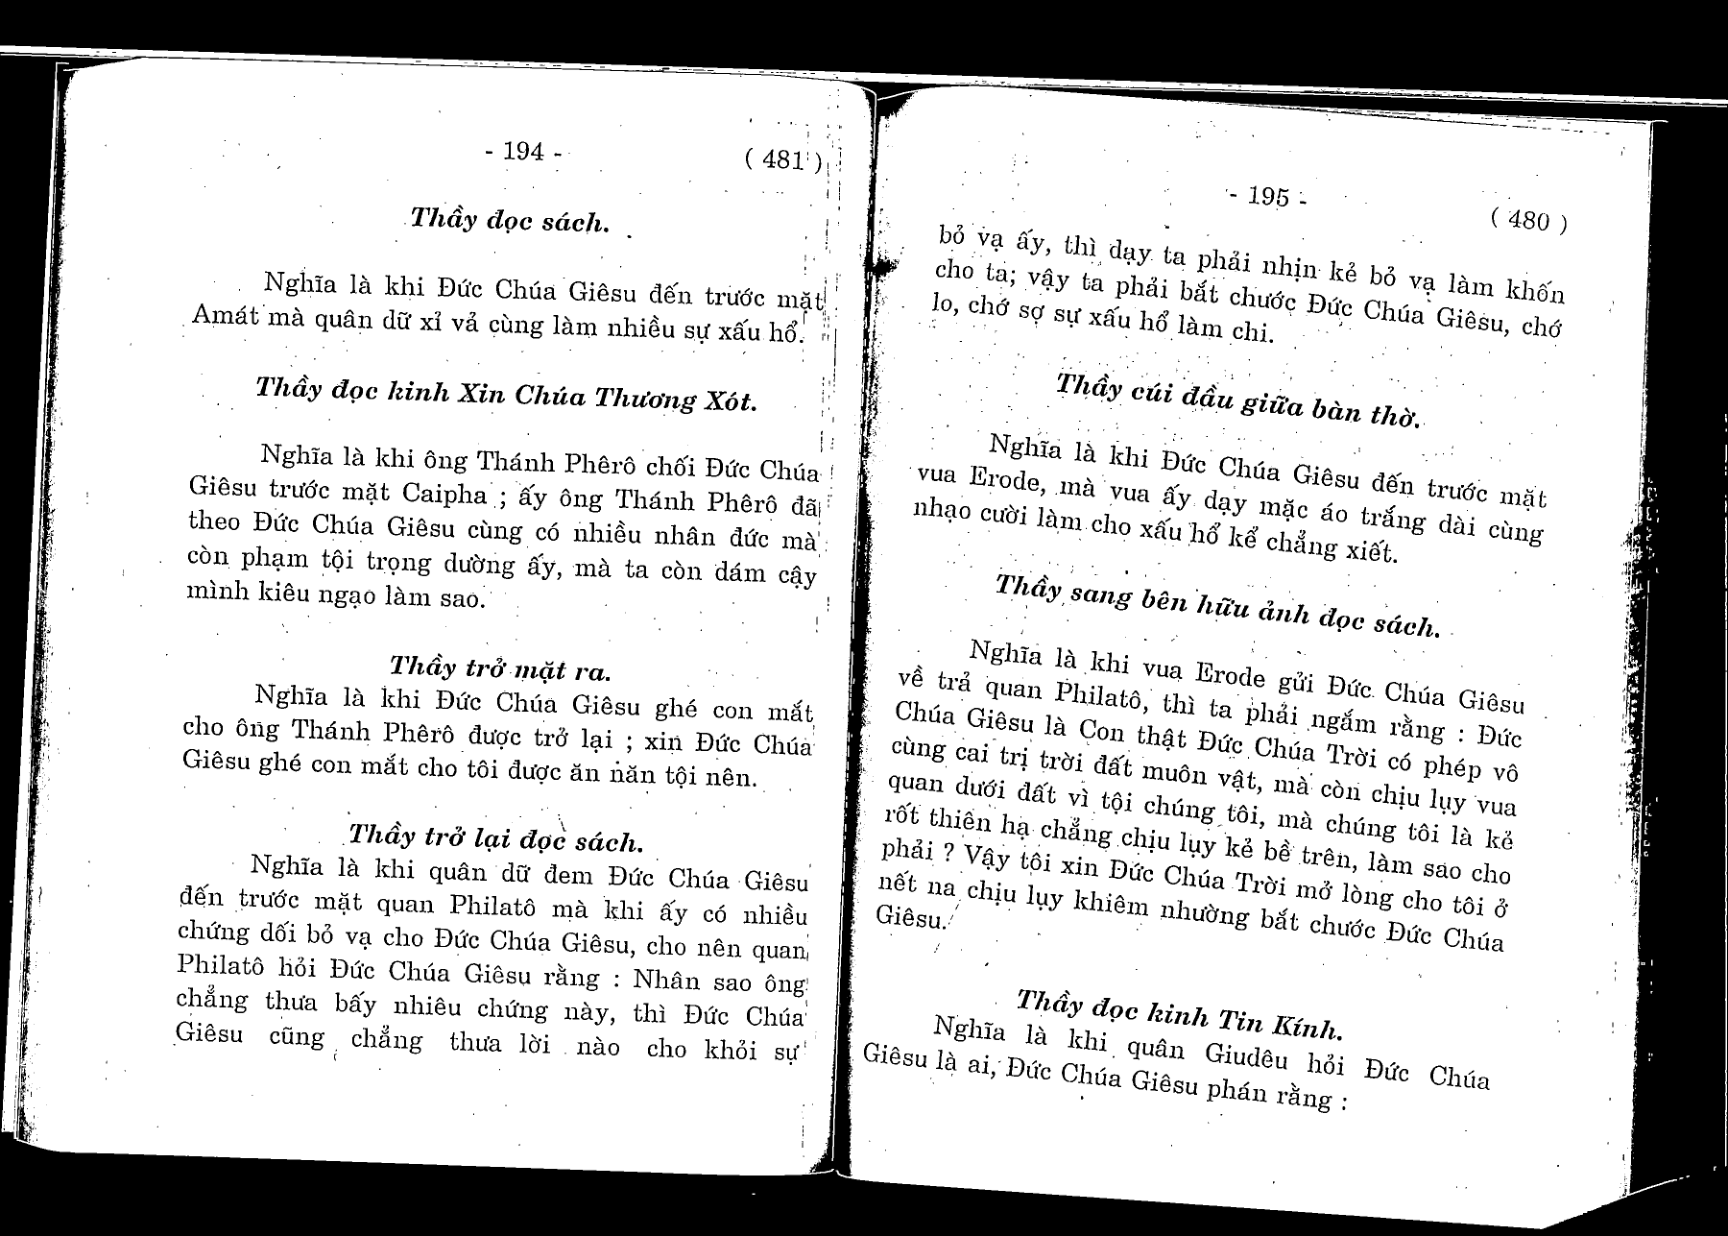 - 194 -
( 481 )
Thầy đọc sách.
Nghĩa là khi Đức Chúa Giêsu đến trước mặt
Amát mà quân dữ xỉ vả cùng làm nhiều sự xấu hổ.
Thầy đọc kinh Xin Chúa Thương Xót.
Nghĩa là khi ông Thánh Phêrô chối Đức Chúa
Giêsu trước mặt Caipha ; ấy ông Thánh Phêrô đã
theo Đức Chúa Giêsu cùng có nhiều nhân đức mà
còn phạm tội trọng dường ấy, mà ta còn dám cậy
mình kiêu ngạo làm sao.
Thầy trở mặt ra.
Nghĩa là khi Đức Chúa Giêsu ghé con mắt
cho ông Thánh Phêrô được trở lại ; xin Đức Chúa
Giêsu ghé con mắt cho tôi được ăn năn tội nên.
Thầy trở lại đọc sách.
Nghĩa là khi quân dữ đem Đức Chúa Giêsu
đến trước mặt quan Philatô mà khi ấy có nhiều
chứng dối bỏ vạ cho Đức Chúa Giêsu, cho nên quan
Philatô hỏi Đức Chúa Giêsu rằng : Nhân sao ông
chẳng thưa bấy nhiêu chứng này, thì Đức Chúa
Giêsu cũng chẳng thưa lời nào cho khỏi sự
- 195 -
( 480 )
bỏ vạ ấy, thì dạy ta phải nhịn kẻ bỏ vạ làm khốn
cho ta; vậy ta phải bắt chước Đức Chúa Giêsu, chớ
lo, chớ sợ sự xấu hổ làm chi.
Thầy cúi đầu giữa bàn thờ.
Nghĩa là khi Đức Chúa Giêsu đến trước mặt
vua Erode, mà vua ấy dạy mặc áo trắng dài cùng
nhạo cười làm cho xấu hổ kể chẳng xiết.
Thầy sang bên hữu ảnh đọc sách.
Nghĩa là khi vua Erode gửi Đức Chúa Giêsu
về trả quan Philatô, thì ta phải ngắm rằng : Đức
Chúa Giêsu là Con thật Đức Chúa Trời có phép vô
cùng cai trị trời đất muôn vật, mà còn chịu lụy vua
quan dưới đất vì tội chúng tôi, mà chúng tôi là kẻ
rốt thiên hạ chẳng chịu lụy kẻ bề trên, làm sao cho
phải ? Vậy tôi xin Đức Chúa Trời mở lòng cho tôi ở
nết na chịu lụy khiêm nhường bắt chước Đức Chúa
Giêsu.
Thầy đọc kinh Tin Kính.
Nghĩa là khi quân Giudêu hỏi Đức Chúa
Giêsu là ai, Đức Chúa Giêsu phán rằng :